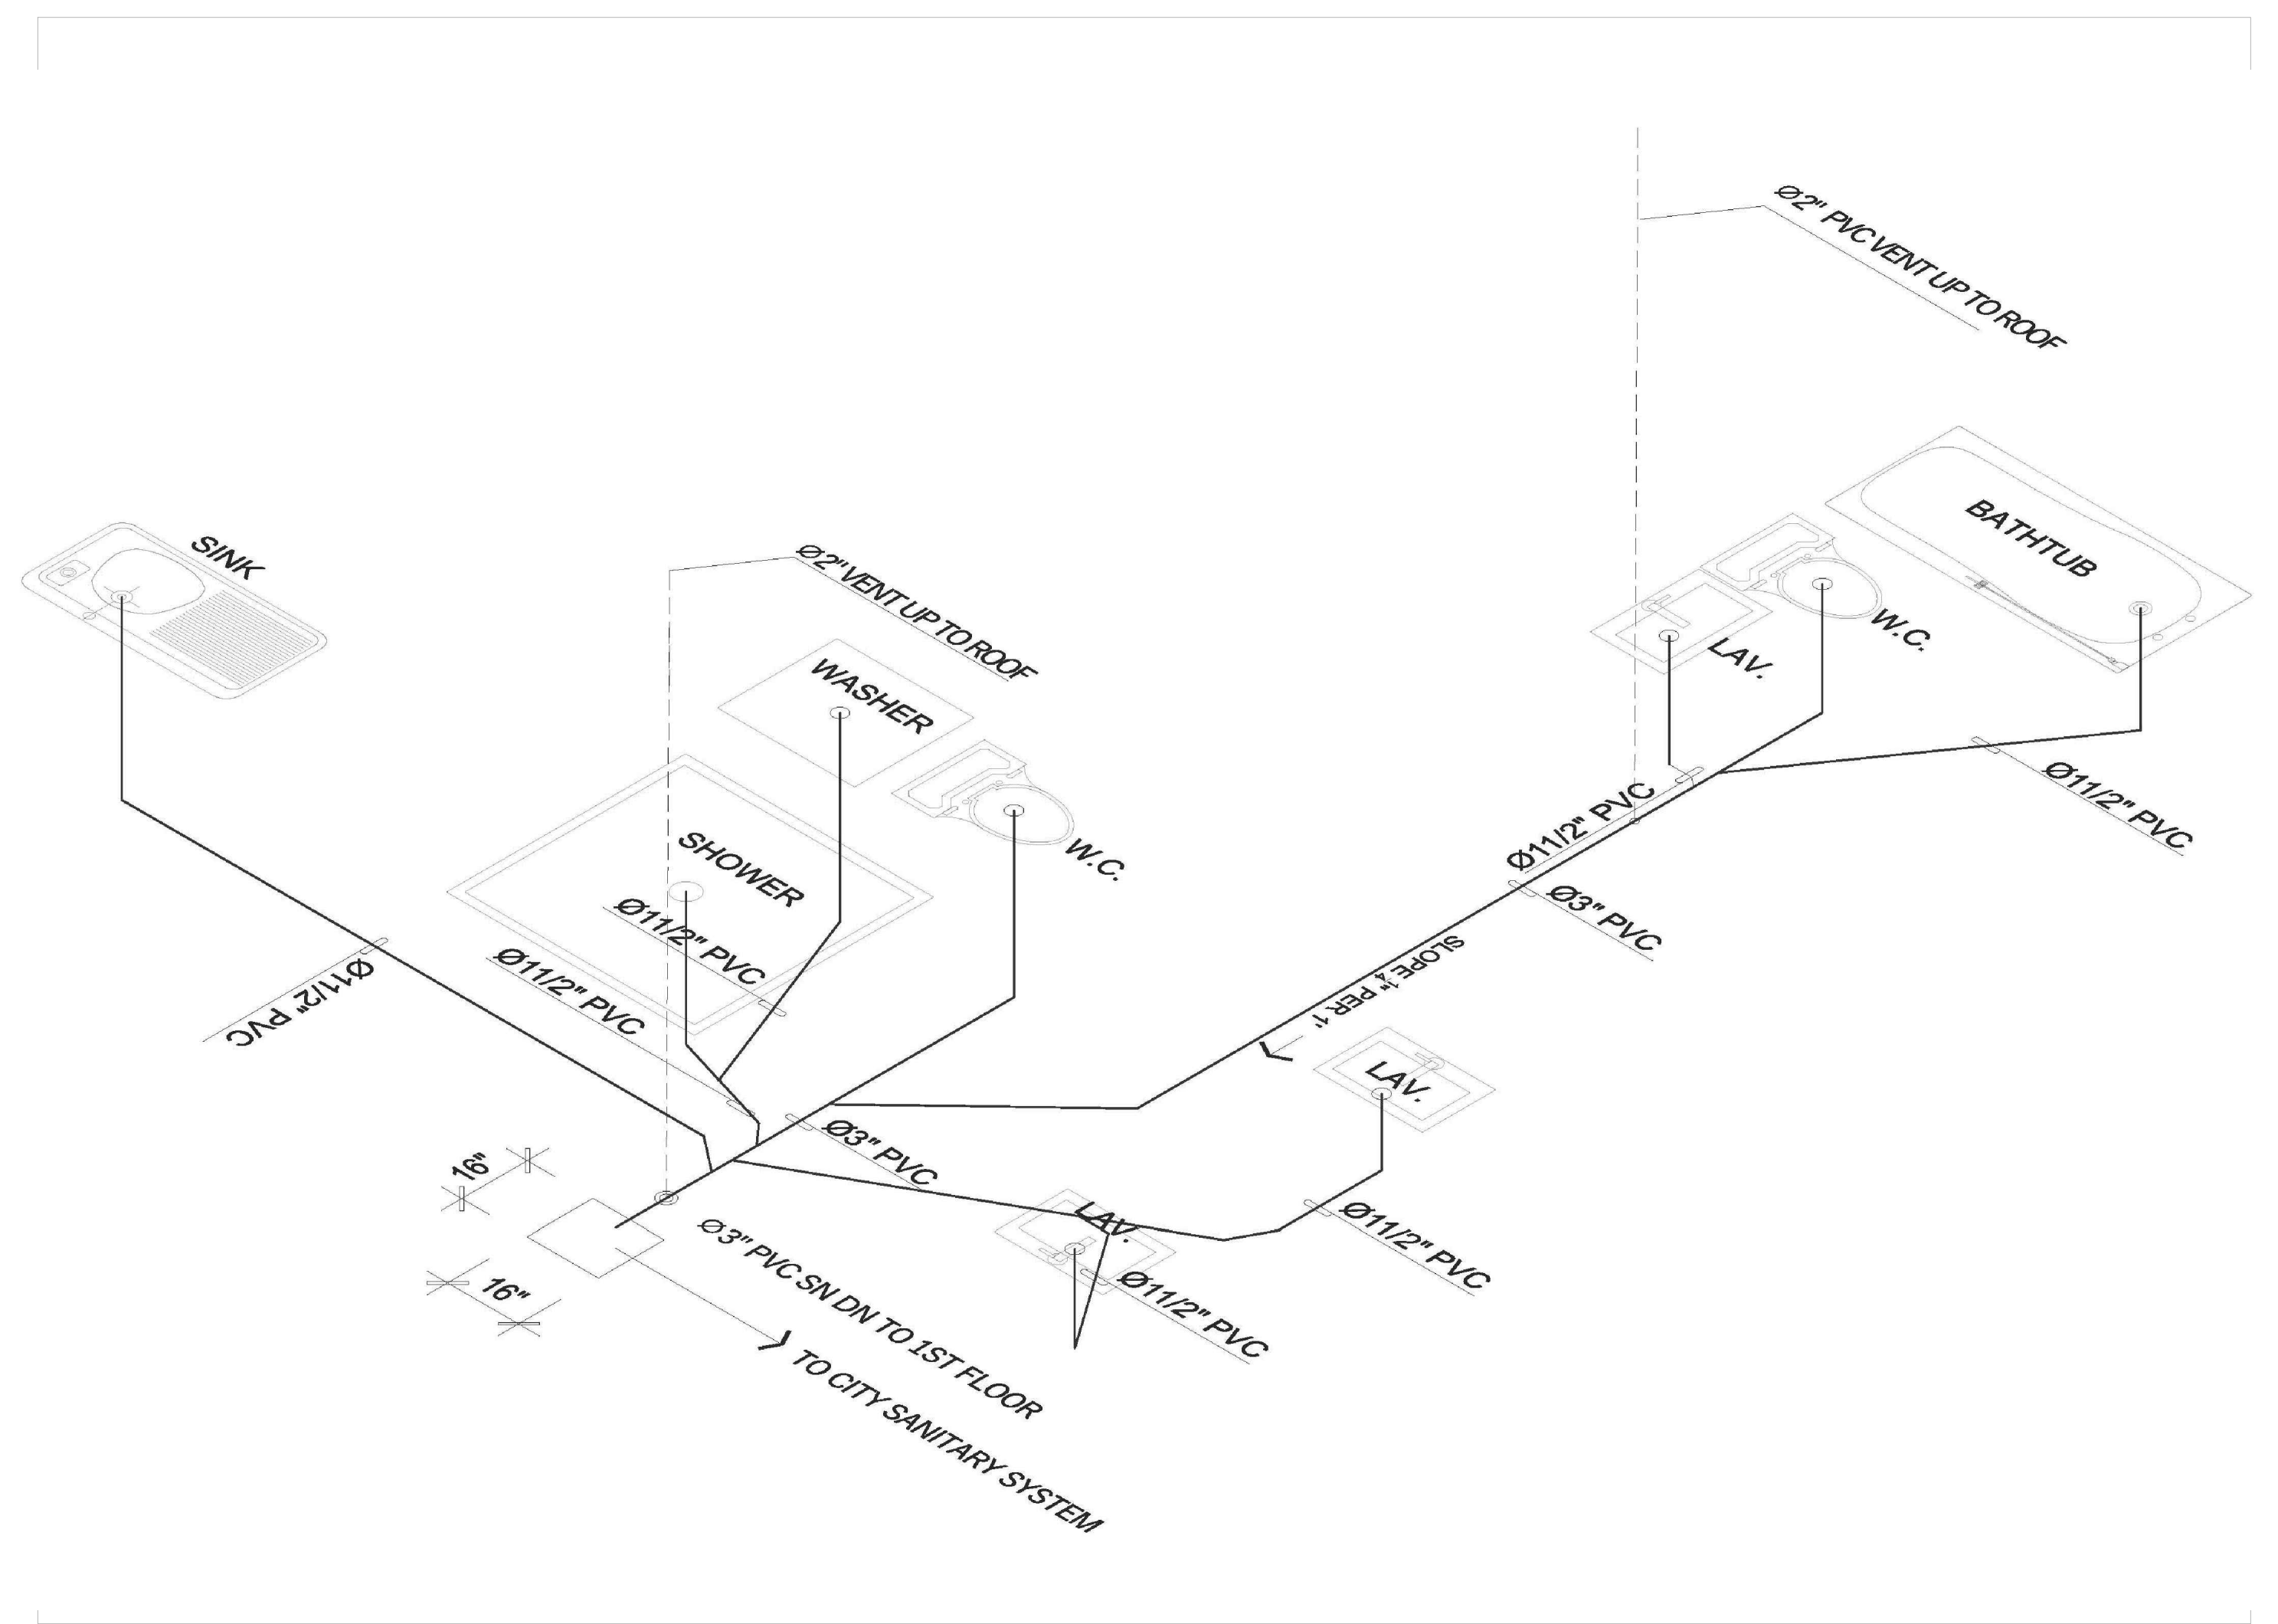 Ø2" PVC VENT UP TO ROOF
BATHTUB
W.C.
LAV.
Ø11/2" PVC
Ø11/2" PVC
Ø3" PVC
SLOPE 1/4" PER 1'
SINK
Ø2" VENT UP TO ROOF
WASHER
W.C.
SHOWER
Ø11/2" PVC
Ø11/2" PVC
Ø11/2" PVC
LAV.
Ø3" PVC
16"
16"
LAV.
Ø11/2" PVC
Ø11/2" PVC
Ø3" PVC SN DN TO 1ST FLOOR
TO CITY SANITARY SYSTEM